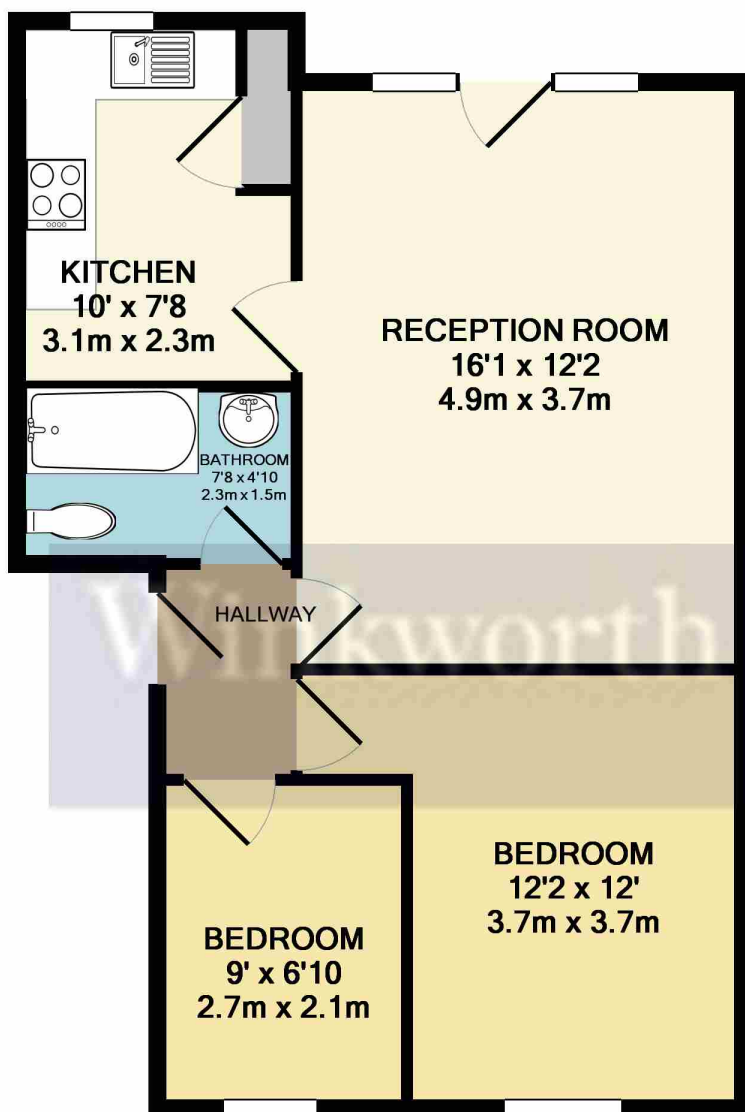 KITCHEN
10' x 7'8
3.1m x 2.3m
RECEPTION ROOM
16'1 x 12'2
4.9m x 3.7m
BATHROOM
7'8 x 4'10
2.3m x 1.5m
HALLWAY
Winkworth
BEDROOM
12'2 x 12'
3.7m x 3.7m
BEDROOM
9' x 6'10
2.7m x 2.1m